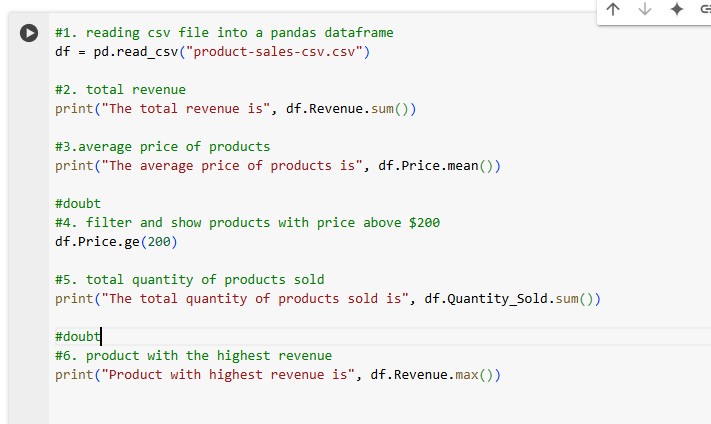 #1. reading csv file into a pandas dataframe
df = pd.read_csv("product-sales-csv.csv")
#2. total revenue
print("The total revenue is", df.Revenue.sum())
#3.average price of products
print("The average price of products is", df.Price.mean())
#doubt
#4. filter and show products with price above $200
df.Price.ge(200)
#5. total quantity of products sold
print("The total quantity of products sold is", df.Quantity_Sold.sum())
#doubt
#6. product with the highest revenue
print("Product with highest revenue is", df.Revenue.max())